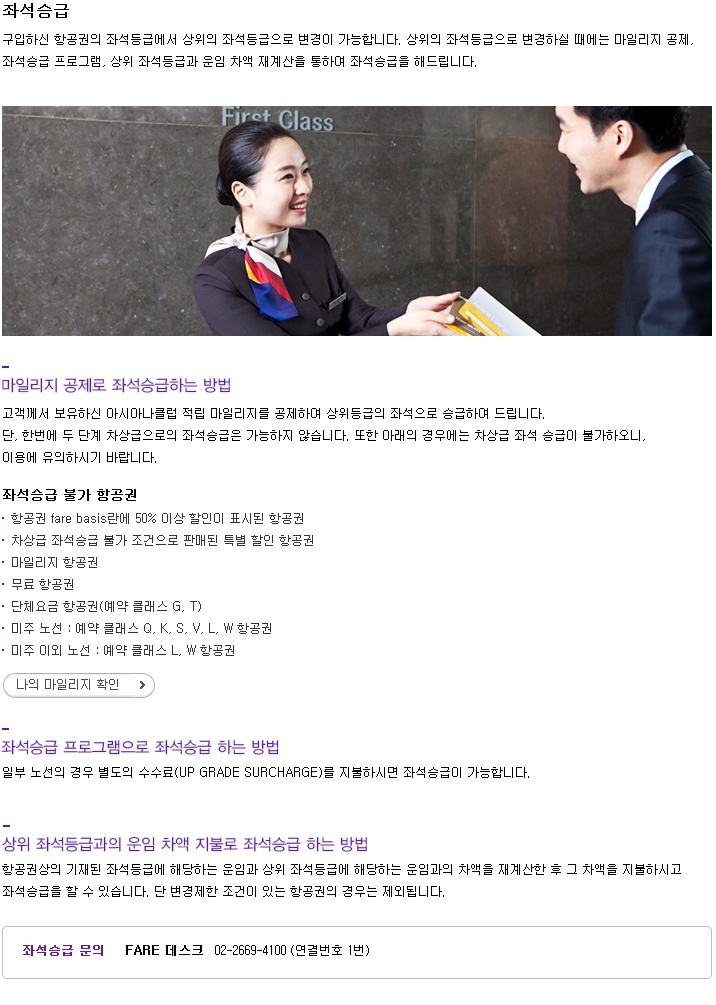 좌석승급
구입하신 항공권의 좌석등급에서 상위의 좌석등급으로 변경이 가능합니다. 상위의 좌석등급으로 변경하실 때에는 마일리지 공제,
좌석승급 프로그램, 상위 좌석등급과 운임 차액 재계산을 통하여 좌석승급을 해드립니다.
First Class
마일리지 공제로 좌석승급하는 방법
고객께서 보유하신 아시아나클럽 적립 마일리지를 공제하여 상위등급의 좌석으로 승급하여 드립니다.
단, 한번에 두 단계 차상급으로의 좌석승급은 가능하지 않습니다. 또한 아래의 경우에는 차상급 좌석 승급이 불가하오니,
이용에 유의하시기 바랍니다.
좌석승급 불가 항공권
· 항공권 fare basis란에 50% 이상 할인이 표시된 항공권
· 차상급 좌석승급 불가 조건으로 판매된 특별 할인 항공권
· 마일리지 항공권
· 무료 항공권
· 단체요금 항공권(예약 클래스 G, T)
· 미주 노선 : 예약 클래스 Q, K, S, V, L, W 항공권
· 미주 이외 노선 : 예약 클래스 L, W 항공권
나의 마일리지 확인 >
좌석승급 프로그램으로 좌석승급 하는 방법
일부 노선의 경우 별도의 수수료(UP GRADE SURCHARGE)를 지불하시면 좌석승급이 가능합니다.
상위 좌석등급과의 운임 차액 지불로 좌석승급 하는 방법
항공권상의 기재된 좌석등급에 해당하는 운임과 상위 좌석등급에 해당하는 운임과의 차액을 재계산한 후 그 차액을 지불하시고
좌석승급을 할 수 있습니다. 단 변경제한 조건이 있는 항공권의 경우는 제외됩니다.
좌석승급 문의 FARE 데스크 02-2669-4100 (연결번호 1번)